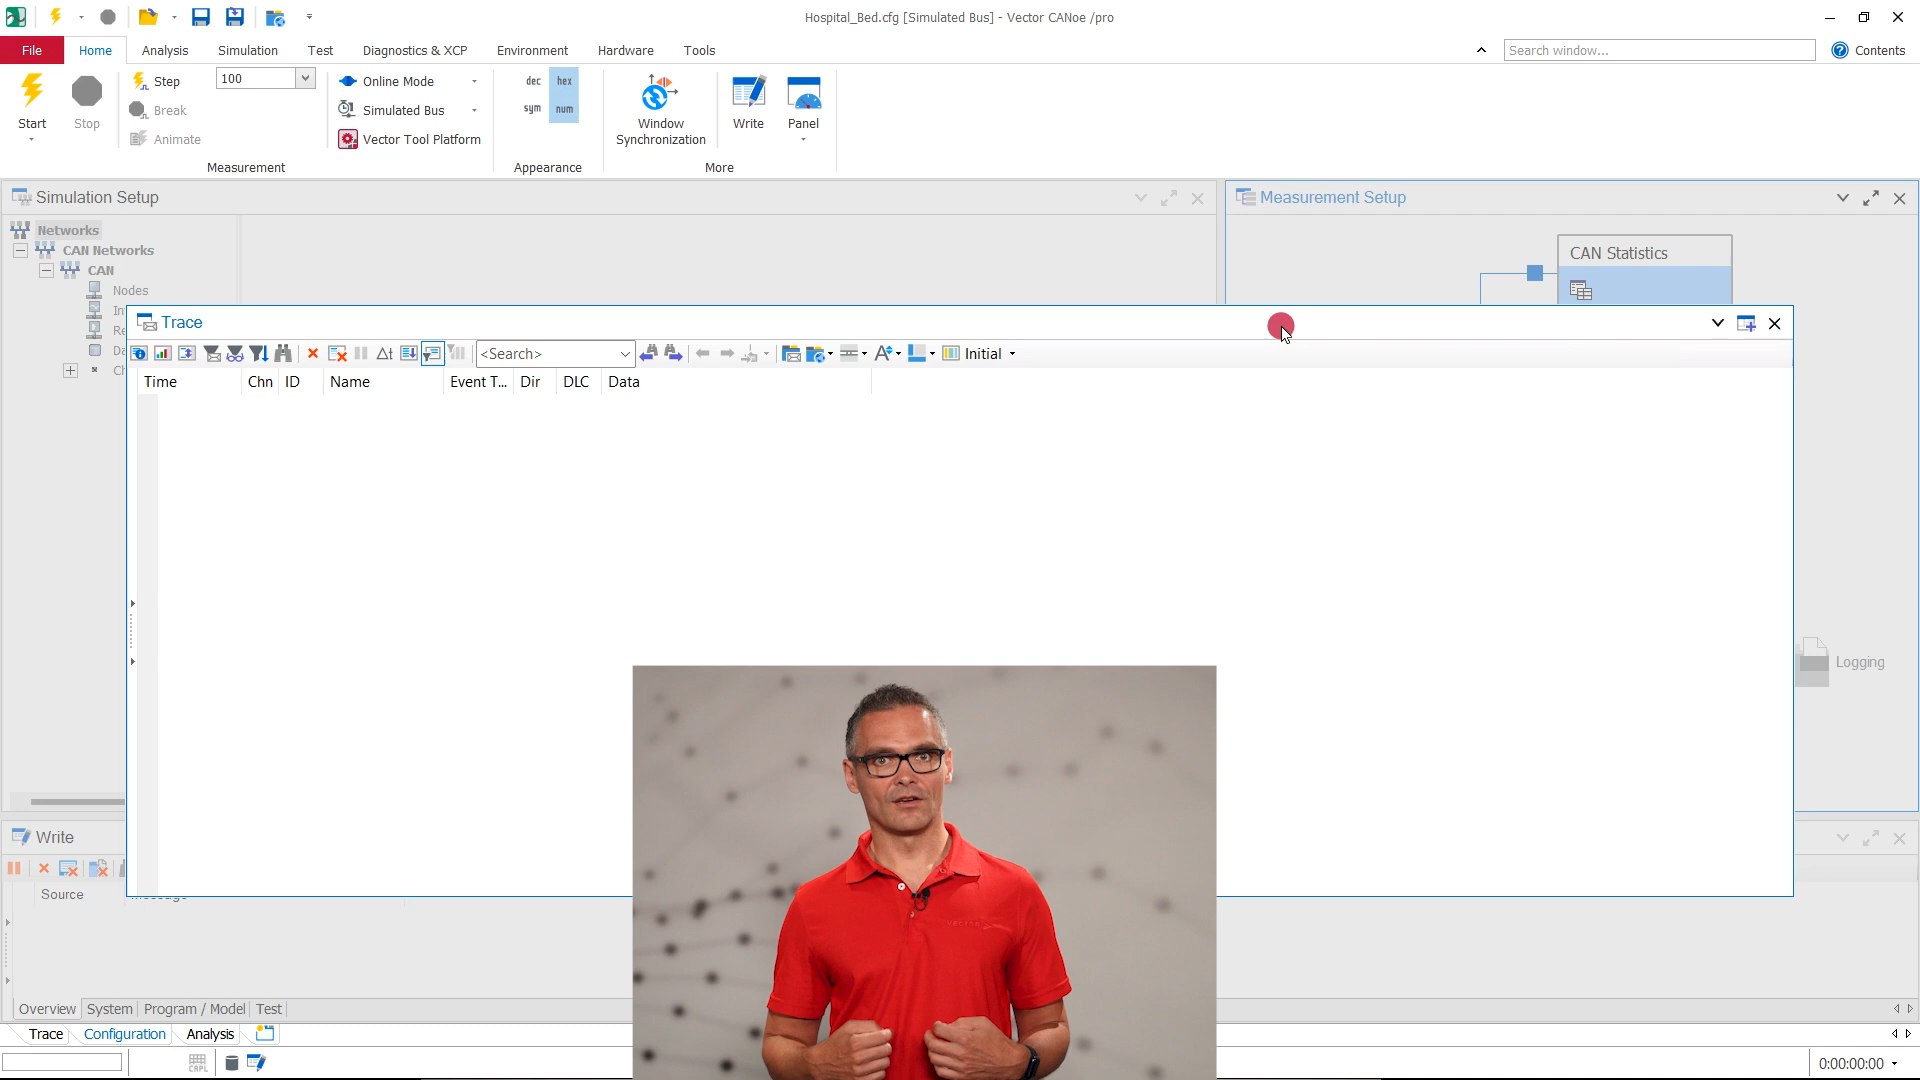 Hospital_Bed.cfg [Simulated Bus] - Vector CANoe /pro
File Home Analysis Simulation Test Diagnostics & XCP Environment Hardware Tools Search window... Contents
Start Stop Step 100 Online Mode dec hex Window Synchronization Write Panel
Break Simulated Bus sym num
Animate Vector Tool Platform
Measurement Appearance More
Simulation Setup
Networks
CAN Networks
CAN
Nodes
Measurement Setup
CAN Statistics
Logging
Trace
<Search> Initial
Time Chn ID Name Event T... Dir DLC Data
Write
Source
Overview System Program / Model Test
Trace Configuration Analysis
CAPL
0:00:00:00